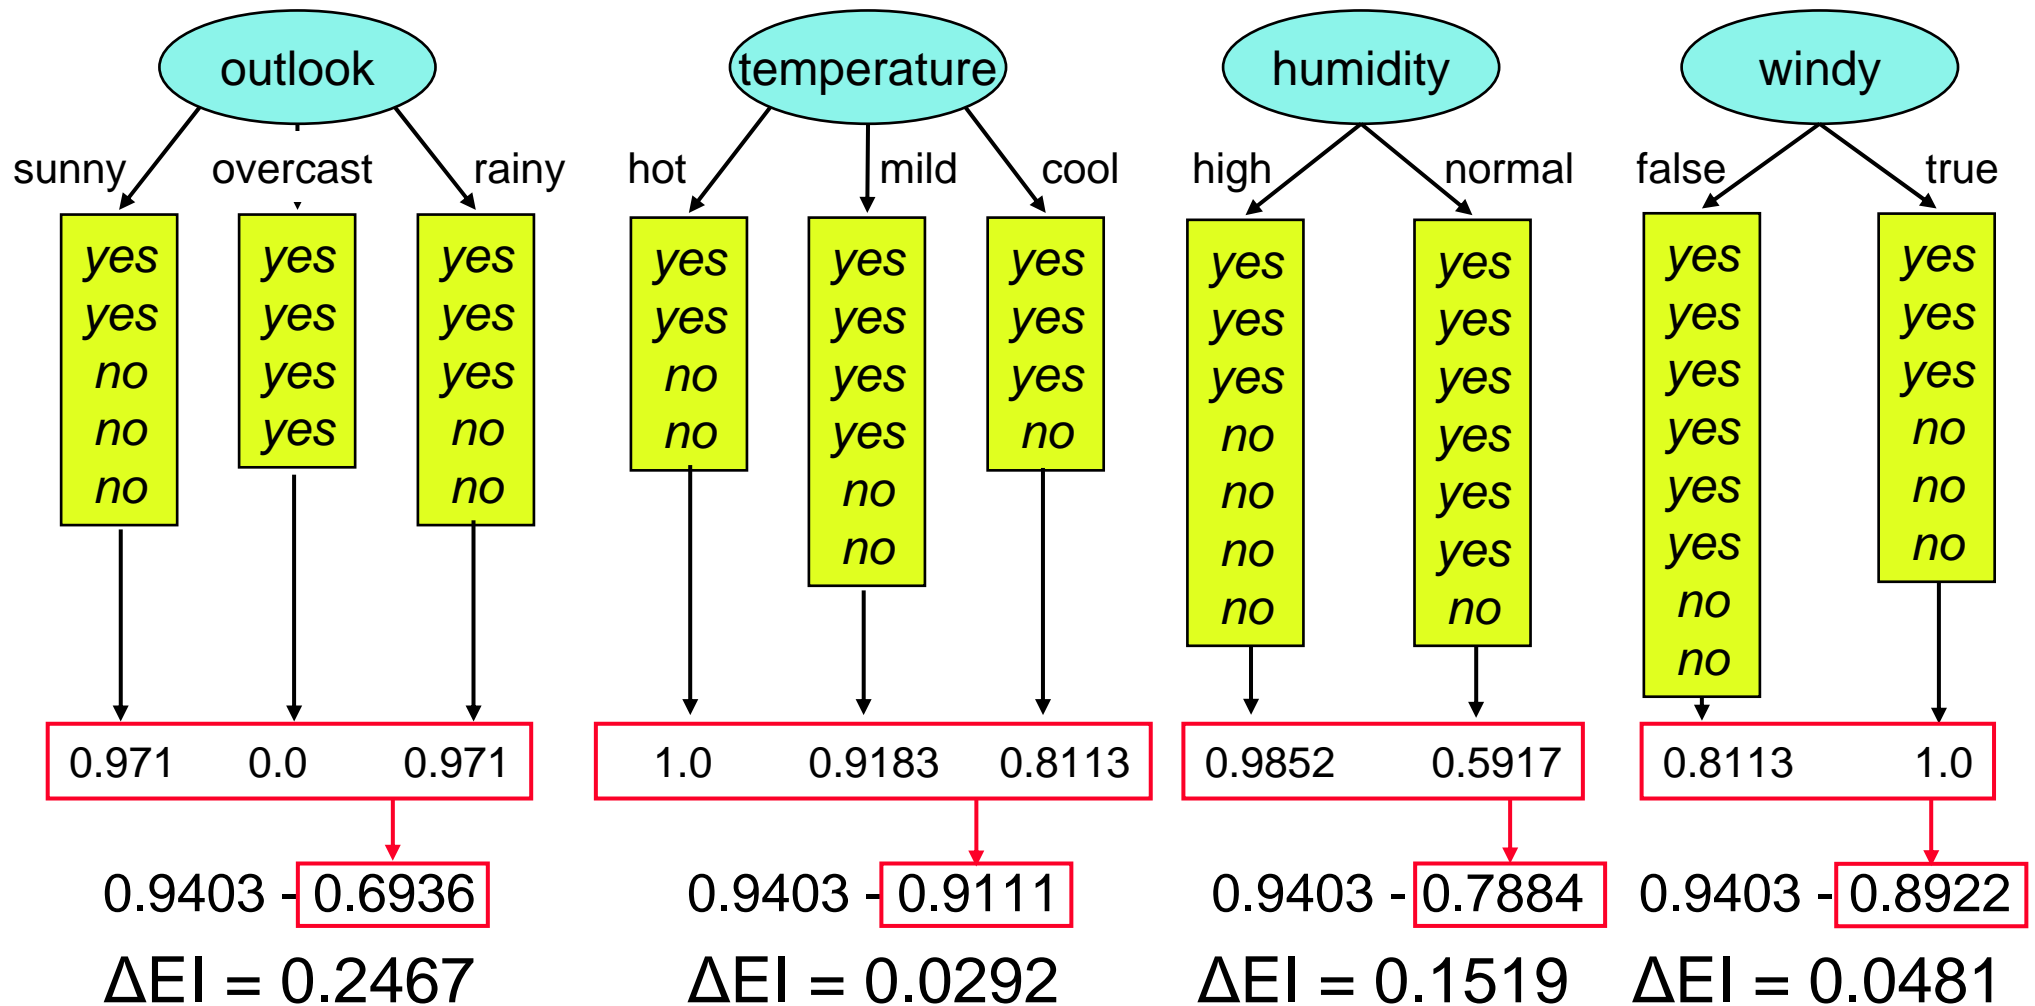 outlook
temperature
humidity
windy
sunny
overcast
rainy
hot
mild
cool
high
normal
false
true
yes
yes
no
no
no
yes
yes
yes
yes
yes
yes
yes
no
no
yes
yes
no
no
yes
yes
yes
yes
no
no
yes
yes
yes
no
yes
yes
yes
no
no
no
no
yes
yes
yes
yes
yes
yes
no
yes
yes
yes
yes
yes
yes
no
no
yes
yes
yes
no
no
no
0.971 0.0 0.971
1.0 0.9183 0.8113
0.9852 0.5917
0.8113 1.0
0.9403 - 0.6936
0.9403 - 0.9111
0.9403 - 0.7884
0.9403 - 0.8922
ΔEI = 0.2467
ΔEI = 0.0292
ΔEI = 0.1519
ΔEI = 0.0481